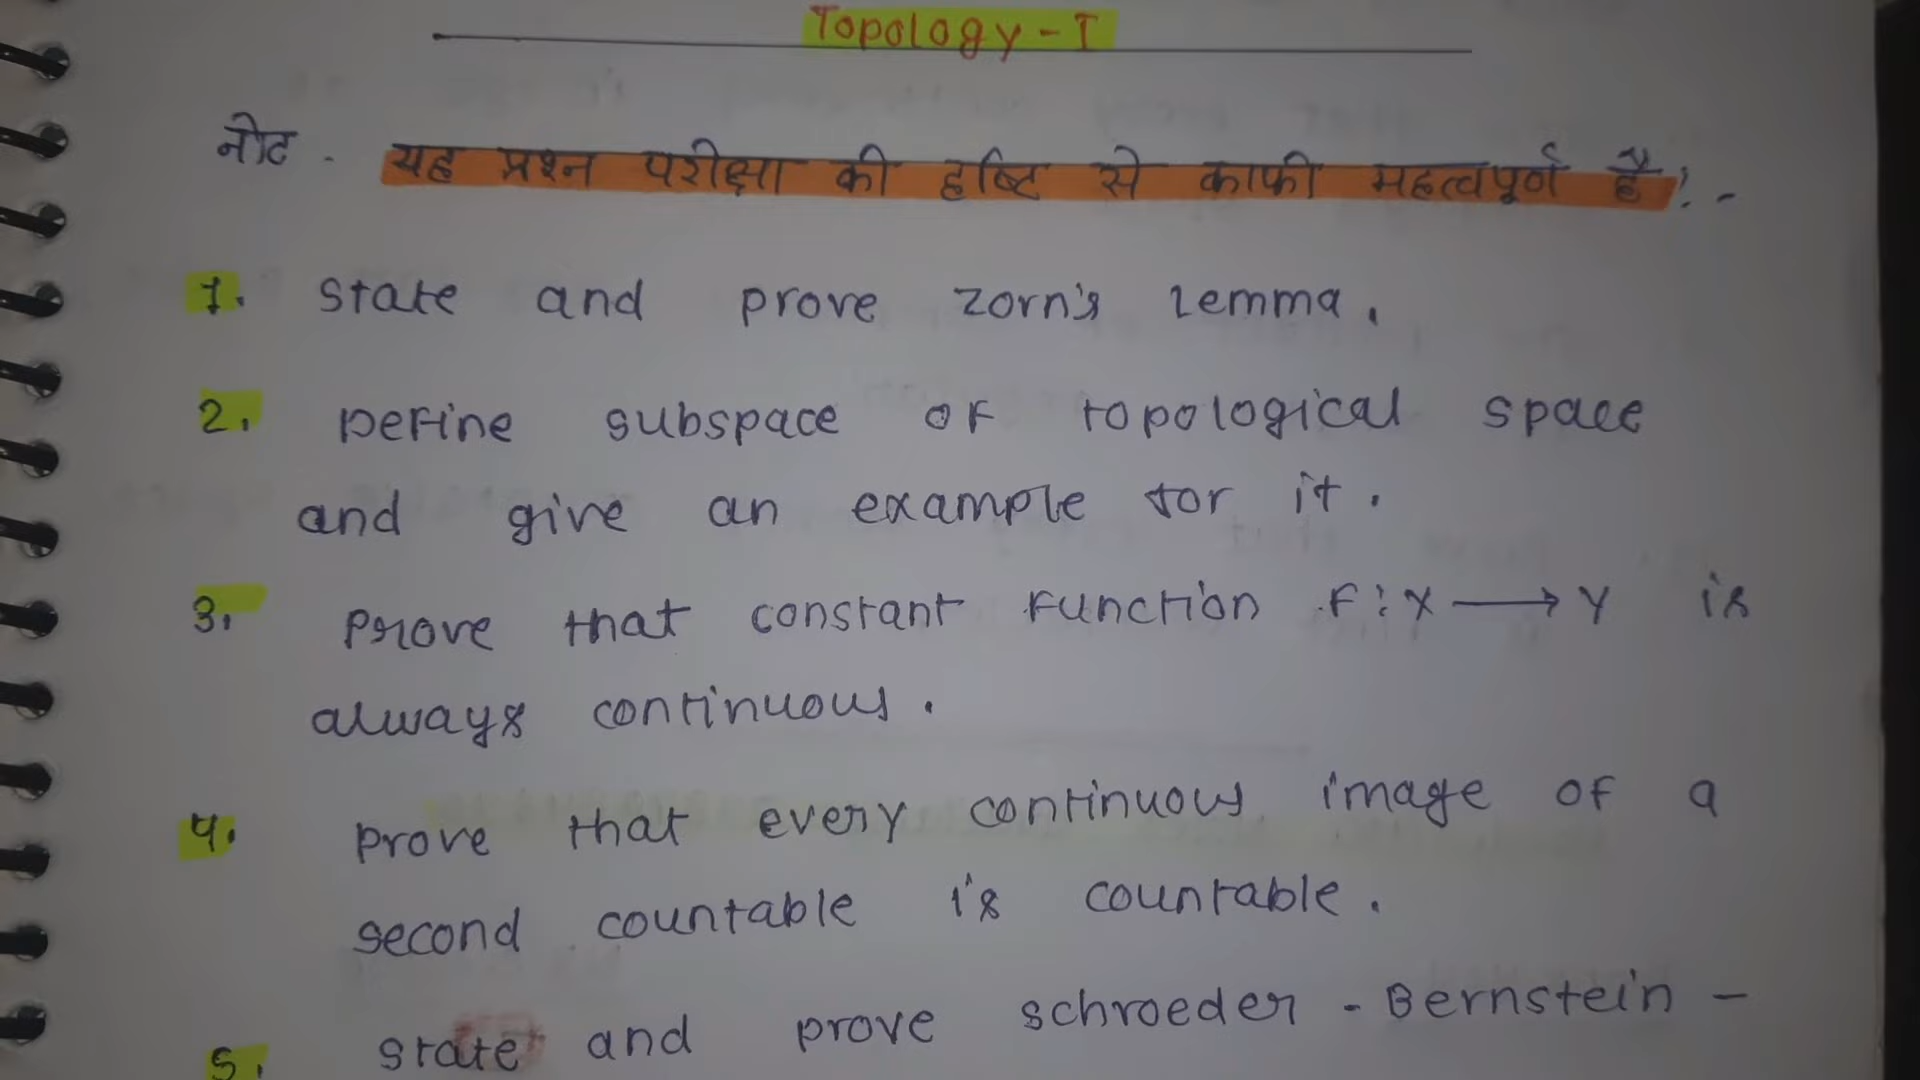 Topology - I
नोट - यह प्रश्न परीक्षा की दृष्टि से काफी महत्वपूर्ण है ! -
1. State and prove Zorn's lemma.
2. Define subspace of topological space
and give an example for it.
3. Prove that constant function F : X → Y is
always continuous.
4. Prove that every continuous image of a
second countable is countable.
5. State and prove schroeder - Bernstein -